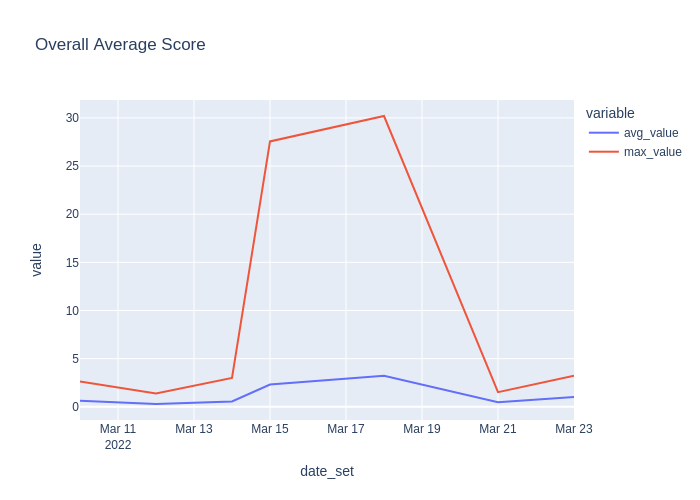 Overall Average Score
variable
avg_value
max_value
value
30
25
20
15
10
5
0
Mar 11
2022
Mar 13
Mar 15
Mar 17
Mar 19
Mar 21
Mar 23
date_set